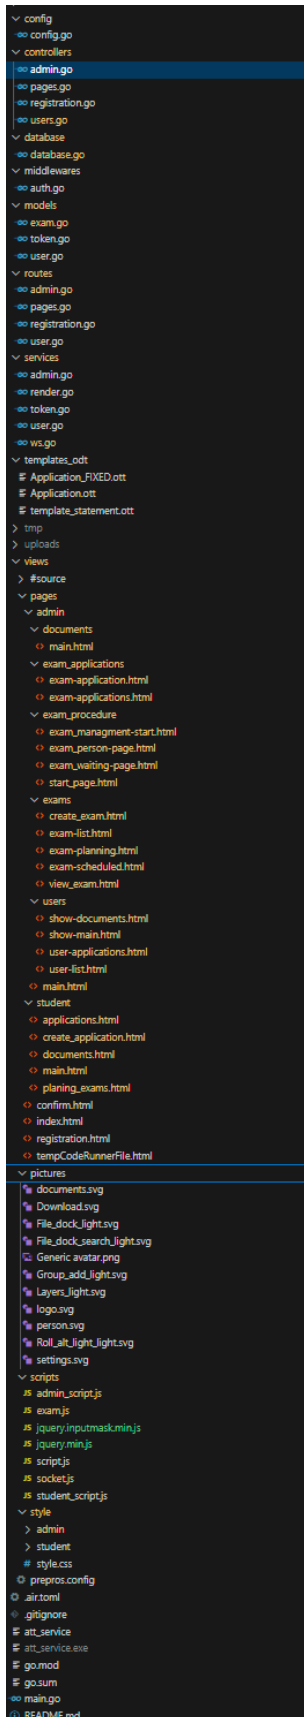 config
config.go
controllers
admin.go
pages.go
registration.go
users.go
database
database.go
middlewares
auth.go
models
exam.go
token.go
user.go
routes
admin.go
pages.go
registration.go
user.go
services
admin.go
render.go
token.go
user.go
ws.go
templates_odt
Application_FIXED.ott
Application.ott
template_statement.ott
tmp
uploads
views
#source
pages
admin
documents
main.html
exam_applications
exam-application.html
exam-applications.html
exam_procedure
exam_managment-start.html
exam_person-page.html
exam_waiting-page.html
start_page.html
exams
create_exam.html
exam-list.html
exam-planning.html
exam-scheduled.html
view_exam.html
users
show-documents.html
show-main.html
user-applications.html
user-list.html
main.html
student
applications.html
create_application.html
documents.html
main.html
planing_exams.html
confirm.html
index.html
registration.html
tempCodeRunnerFile.html
pictures
documents.svg
Download.svg
File_dock_light.svg
File_dock_search_light.svg
Generic avatar.png
Group_add_light.svg
Layers_light.svg
logo.svg
person.svg
Roll_alt_light_light.svg
settings.svg
scripts
JS admin_script.js
JS exam.js
JS jquery.inputmask.min.js
JS jquery.min.js
JS script.js
JS socket.js
JS student_script.js
style
admin
student
# style.css
prepros.config
.air.toml
.gitignore
att_service
att_service.exe
go.mod
go.sum
main.go
README.md